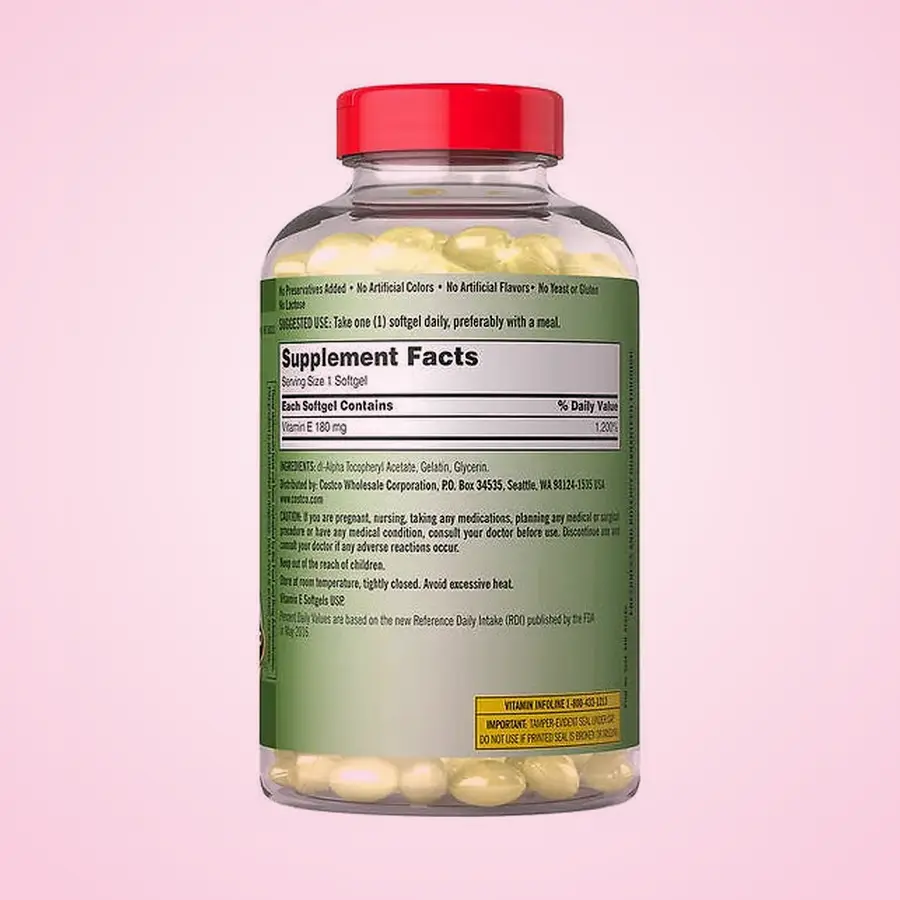 No Preservatives Added • No Artificial Colors • No Artificial Flavors • No Yeast or Gluten
No Lactose
SUGGESTED USE: Take one (1) softgel daily, preferably with a meal.
Supplement Facts
Serving Size 1 Softgel
Each Softgel Contains % Daily Value
Vitamin E 180 mg 1,200%
INGREDIENTS: dl-Alpha Tocopheryl Acetate, Gelatin, Glycerin.
Distributed by: Costco Wholesale Corporation, P.O. Box 34535, Seattle, WA 98124-1535 USA
www.costco.com
CAUTION: If you are pregnant, nursing, taking any medications, planning any medical or surgical
procedure or have any medical condition, consult your doctor before use. Discontinue use and
consult your doctor if any adverse reactions occur.
Keep out of the reach of children.
Store at room temperature, tightly closed. Avoid excessive heat.
Vitamin E Softgels USP.
Percent Daily Values are based on the new Reference Daily Intake (RDI) published by the FDA
in May 2016
VITAMIN INFOLINE
IMPORTANT: TAMPER-EVIDENT SEAL UNDER CAP.
DO NOT USE IF PRINTED SEAL IS BROKEN OR MISSING